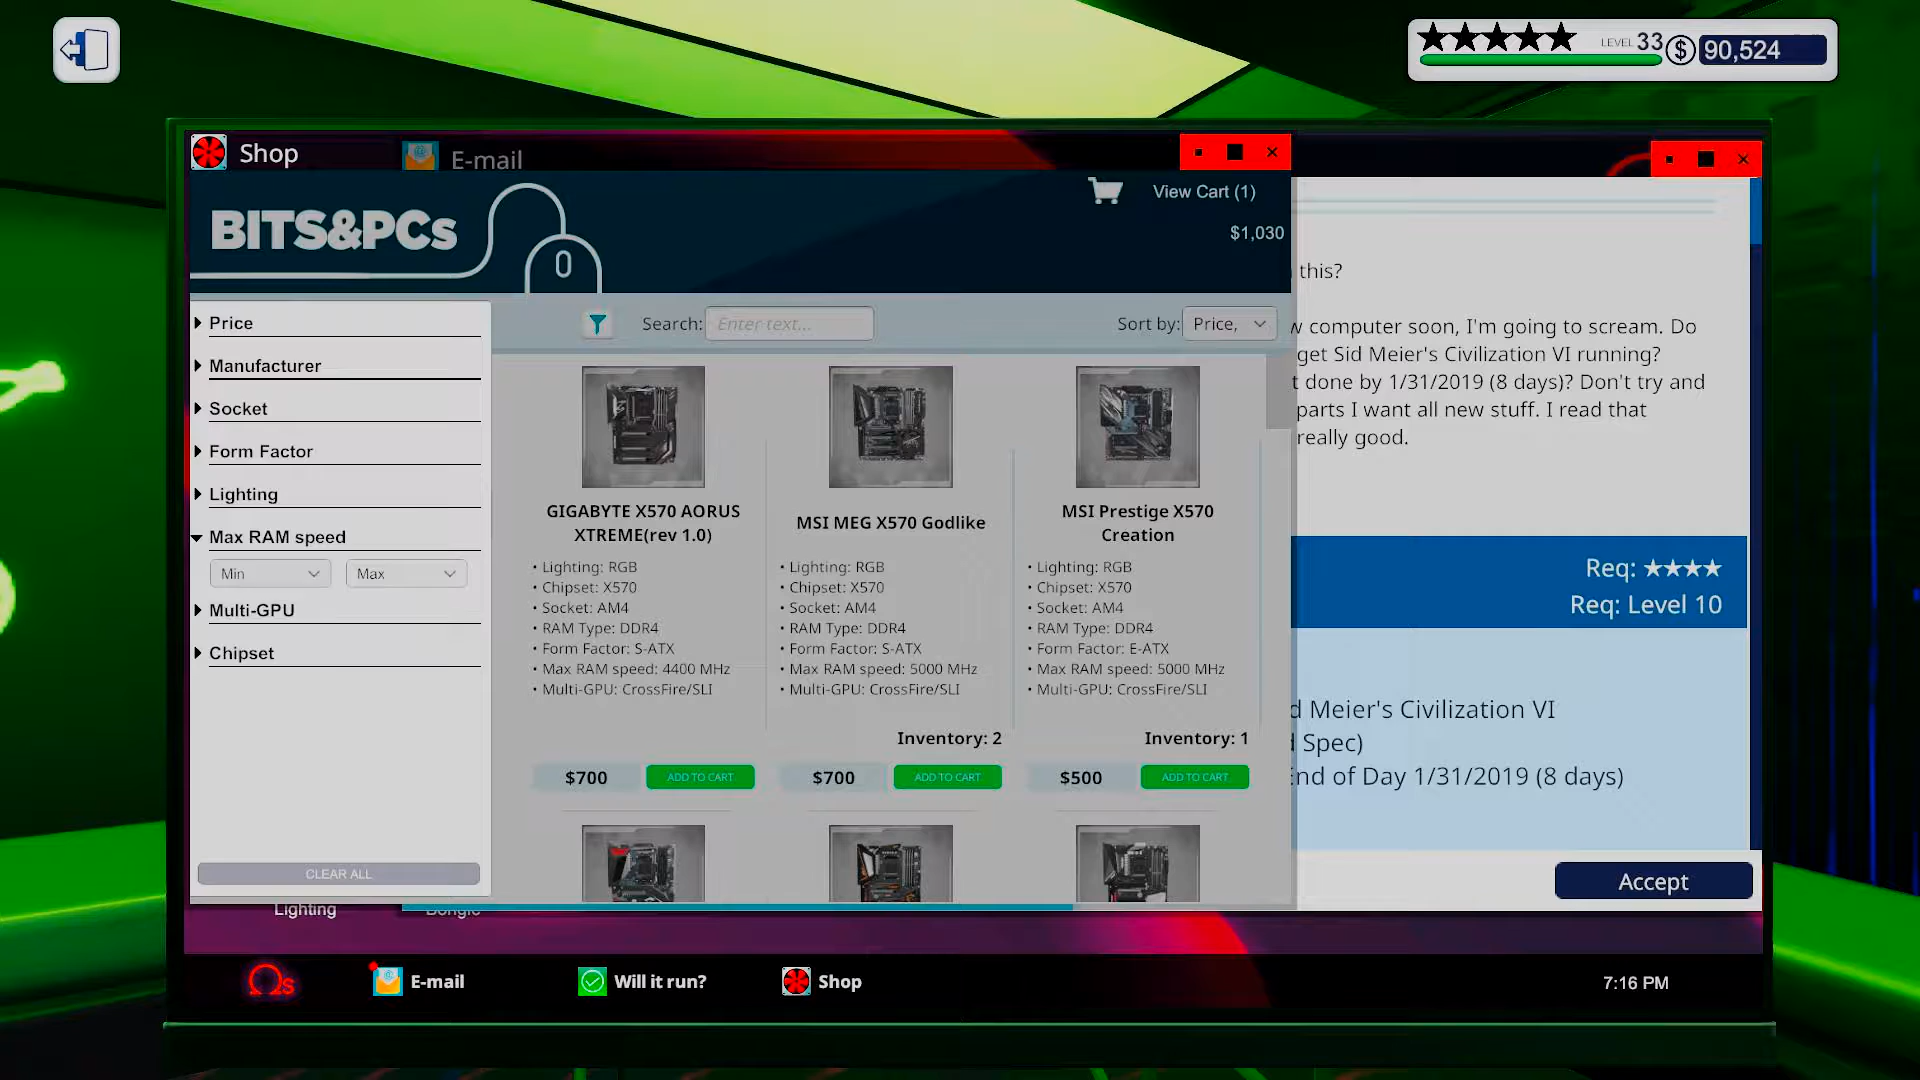 LEVEL 33
$ 90,524
Shop
E-mail
View Cart (1)
BITS&PCs
$1,030
this?
Price
Search: Enter text...
Sort by: Price,
computer soon, I'm going to scream. Do
get Sid Meier's Civilization VI running?
Manufacturer
done by 1/31/2019 (8 days)? Don't try and
Socket
parts I want all new stuff. I read that
really good.
Form Factor
Lighting
Max RAM speed
Min
Max
Multi-GPU
Chipset
CLEAR ALL
GIGABYTE X570 AORUS
XTREME(rev 1.0)
• Lighting: RGB
• Chipset: X570
• Socket: AM4
• RAM Type: DDR4
• Form Factor: S-ATX
• Max RAM speed: 4400 MHz
• Multi-GPU: CrossFire/SLI
$700
ADD TO CART
MSI MEG X570 Godlike
• Lighting: RGB
• Chipset: X570
• Socket: AM4
• RAM Type: DDR4
• Form Factor: S-ATX
• Max RAM speed: 5000 MHz
• Multi-GPU: CrossFire/SLI
Inventory: 2
$700
ADD TO CART
MSI Prestige X570
Creation
• Lighting: RGB
• Chipset: X570
• Socket: AM4
• RAM Type: DDR4
• Form Factor: E-ATX
• Max RAM speed: 5000 MHz
• Multi-GPU: CrossFire/SLI
Inventory: 1
$500
ADD TO CART
Req: ★★★★
Req: Level 10
Meier's Civilization VI
Spec)
End of Day 1/31/2019 (8 days)
Accept
Lighting
Ωs
E-mail
Will it run?
Shop
7:16 PM